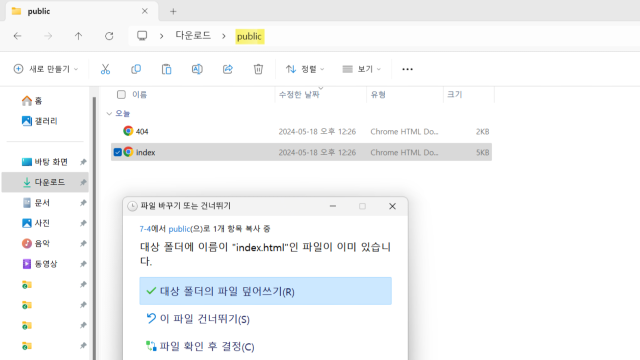 public
다운로드 > public
새로 만들기 정렬 보기
이름 수정한 날짜 유형 크기
홈
갤러리
바탕 화면
다운로드
문서
사진
음악
동영상
오늘
404 2024-05-18 오후 12:26 Chrome HTML Do... 2KB
index 2024-05-18 오후 12:26 Chrome HTML Do... 5KB
파일 바꾸기 또는 건너뛰기
7-4에서 public(으)로 1개 항목 복사 중
대상 폴더에 이름이 "index.html"인 파일이 이미 있습니
다.
대상 폴더의 파일 덮어쓰기(R)
이 파일 건너뛰기(S)
파일 확인 후 결정(C)